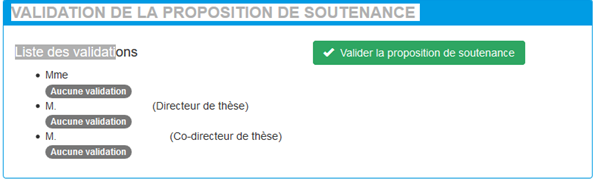 VALIDATION DE LA PROPOSITION DE SOUTENANCE
Liste des validations
Valider la proposition de soutenance
Mme
Aucune validation
M. (Directeur de thèse)
Aucune validation
M. (Co-directeur de thèse)
Aucune validation